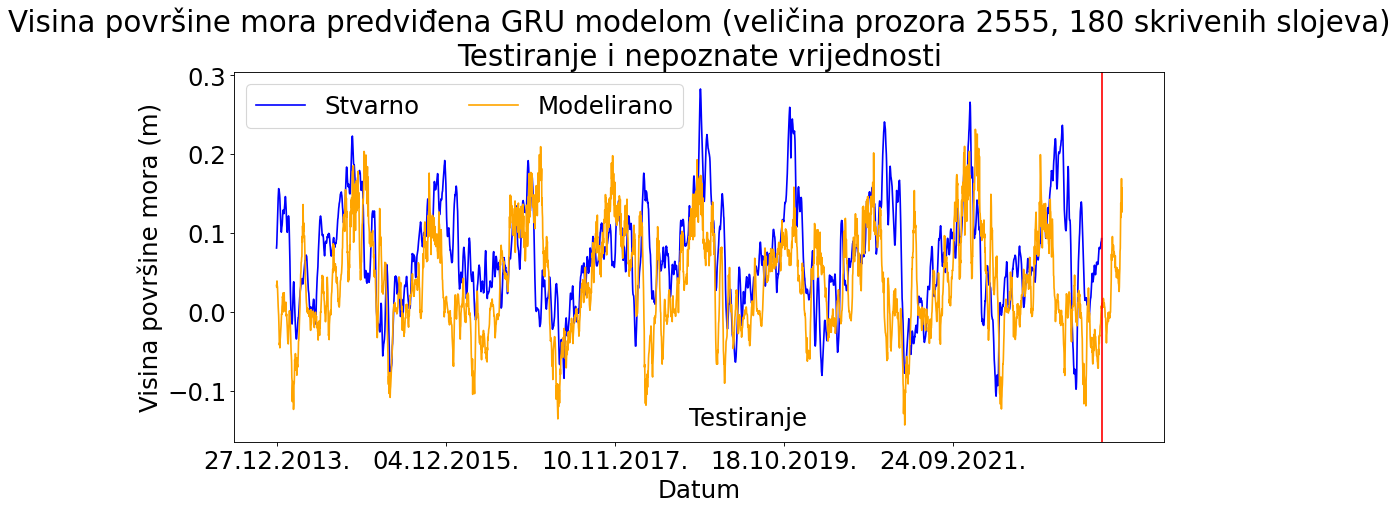 Visina površine mora predviđena GRU modelom (veličina prozora 2555, 180 skrivenih slojeva)
Testiranje i nepoznate vrijednosti
Stvarno
Modelirano
Visina površine mora (m)
0.3
0.2
0.1
0.0
−0.1
Testiranje
27.12.2013.
04.12.2015.
10.11.2017.
18.10.2019.
24.09.2021.
Datum